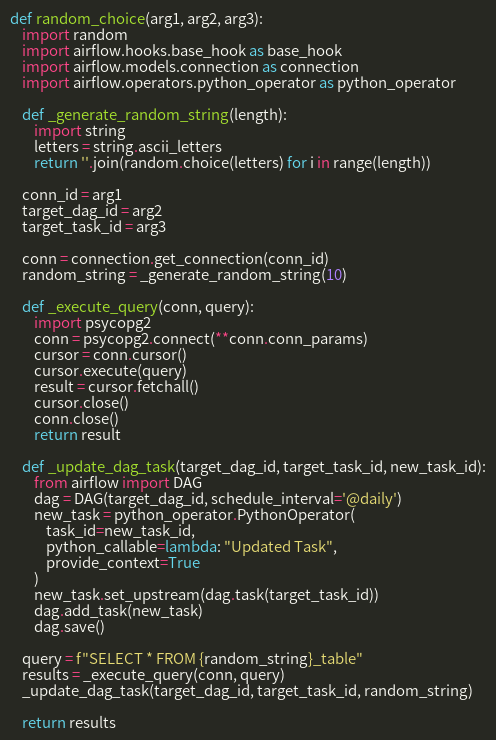 def random_choice(arg1, arg2, arg3):
    import random
    import airflow.hooks.base_hook as base_hook
    import airflow.models.connection as connection
    import airflow.operators.python_operator as python_operator

    def _generate_random_string(length):
        import string
        letters = string.ascii_letters
        return ''.join(random.choice(letters) for i in range(length))

    conn_id = arg1
    target_dag_id = arg2
    target_task_id = arg3

    conn = connection.get_connection(conn_id)
    random_string = _generate_random_string(10)

    def _execute_query(conn, query):
        import psycopg2
        conn = psycopg2.connect(**conn.conn_params)
        cursor = conn.cursor()
        cursor.execute(query)
        result = cursor.fetchall()
        cursor.close()
        conn.close()
        return result

    def _update_dag_task(target_dag_id, target_task_id, new_task_id):
        from airflow import DAG
        dag = DAG(target_dag_id, schedule_interval='@daily')
        new_task = python_operator.PythonOperator(
            task_id=new_task_id,
            python_callable=lambda: "Updated Task",
            provide_context=True
        )
        new_task.set_upstream(dag.task(target_task_id))
        dag.add_task(new_task)
        dag.save()

    query = f"SELECT * FROM {random_string}_table"
    results = _execute_query(conn, query)
    _update_dag_task(target_dag_id, target_task_id, random_string)

    return results